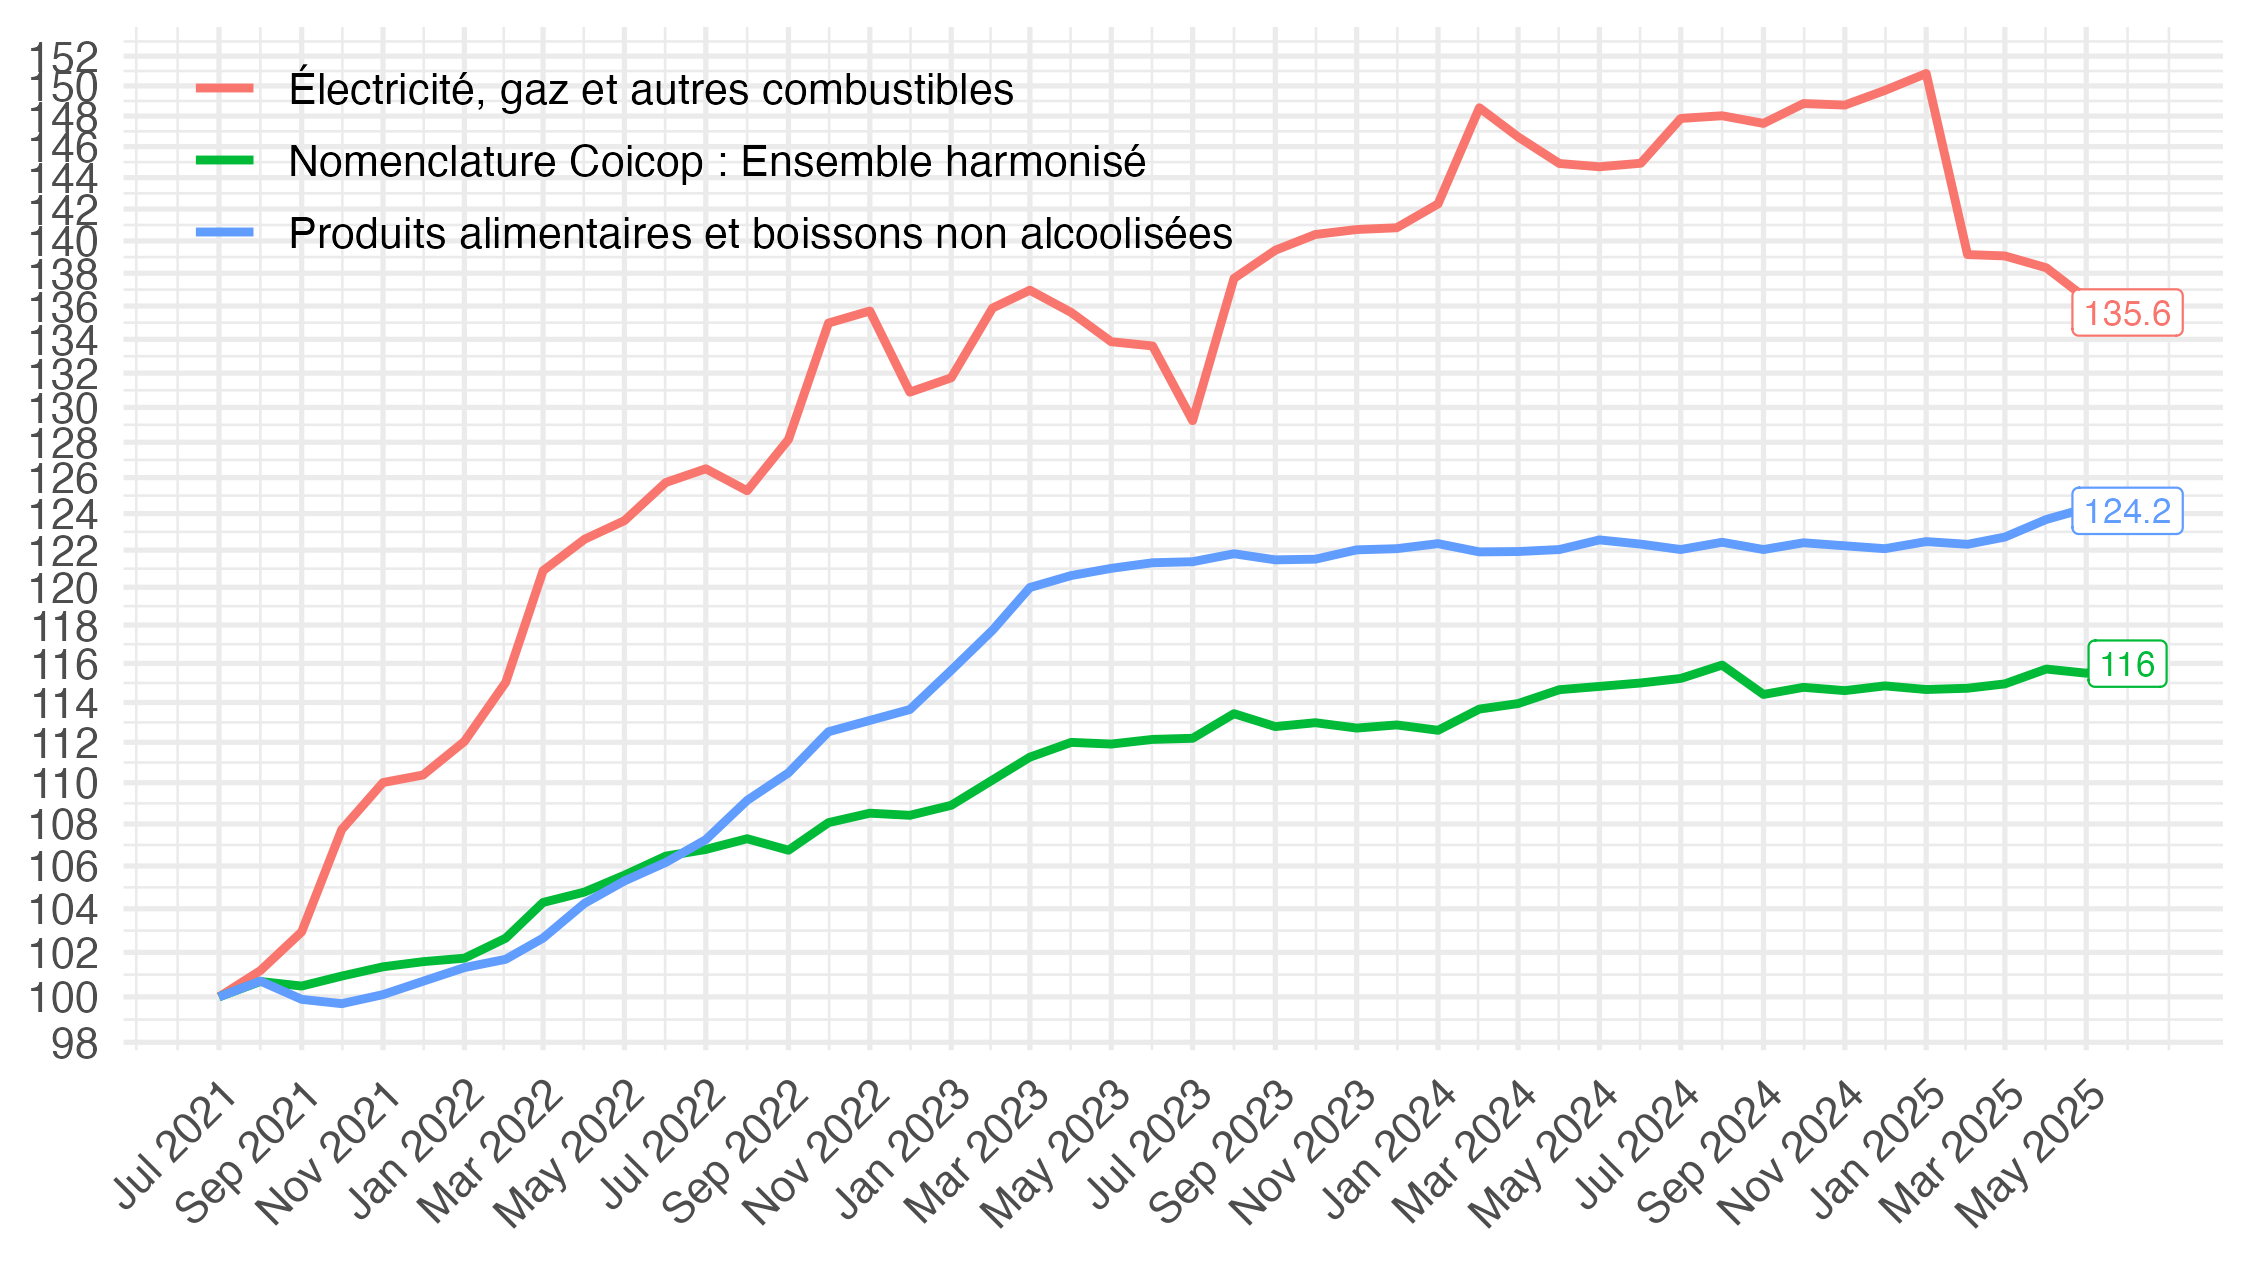 152
150
148
146
144
142
140
138
136
134
132
130
128
126
124
122
120
118
116
114
112
110
108
106
104
102
100
98
Électricité, gaz et autres combustibles
Nomenclature Coicop : Ensemble harmonisé
Produits alimentaires et boissons non alcoolisées
135.6
124.2
116
Jul 2021
Sep 2021
Nov 2021
Jan 2022
Mar 2022
May 2022
Jul 2022
Sep 2022
Nov 2022
Jan 2023
Mar 2023
May 2023
Jul 2023
Sep 2023
Nov 2023
Jan 2024
Mar 2024
May 2024
Jul 2024
Sep 2024
Nov 2024
Jan 2025
Mar 2025
May 2025